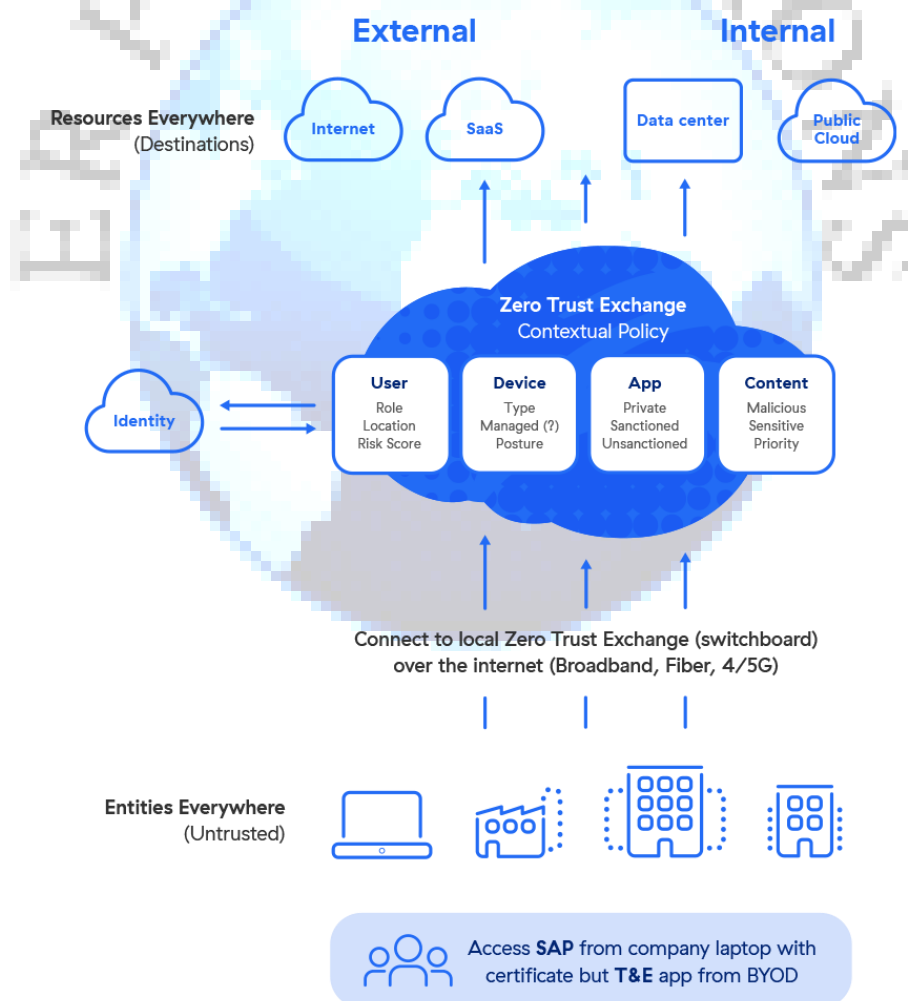 External
Internal
Resources Everywhere
(Destinations)
Internet
SaaS
Data center
Public
Cloud
Zero Trust Exchange
Contextual Policy
Identity
User
Role
Location
Risk Score
Device
Type
Managed (?)
Posture
App
Private
Sanctioned
Unsanctioned
Content
Malicious
Sensitive
Priority
Connect to local Zero Trust Exchange (switchboard)
over the internet (Broadband, Fiber, 4/5G)
Entities Everywhere
(Untrusted)
Access SAP from company laptop with
certificate but T&E app from BYOD